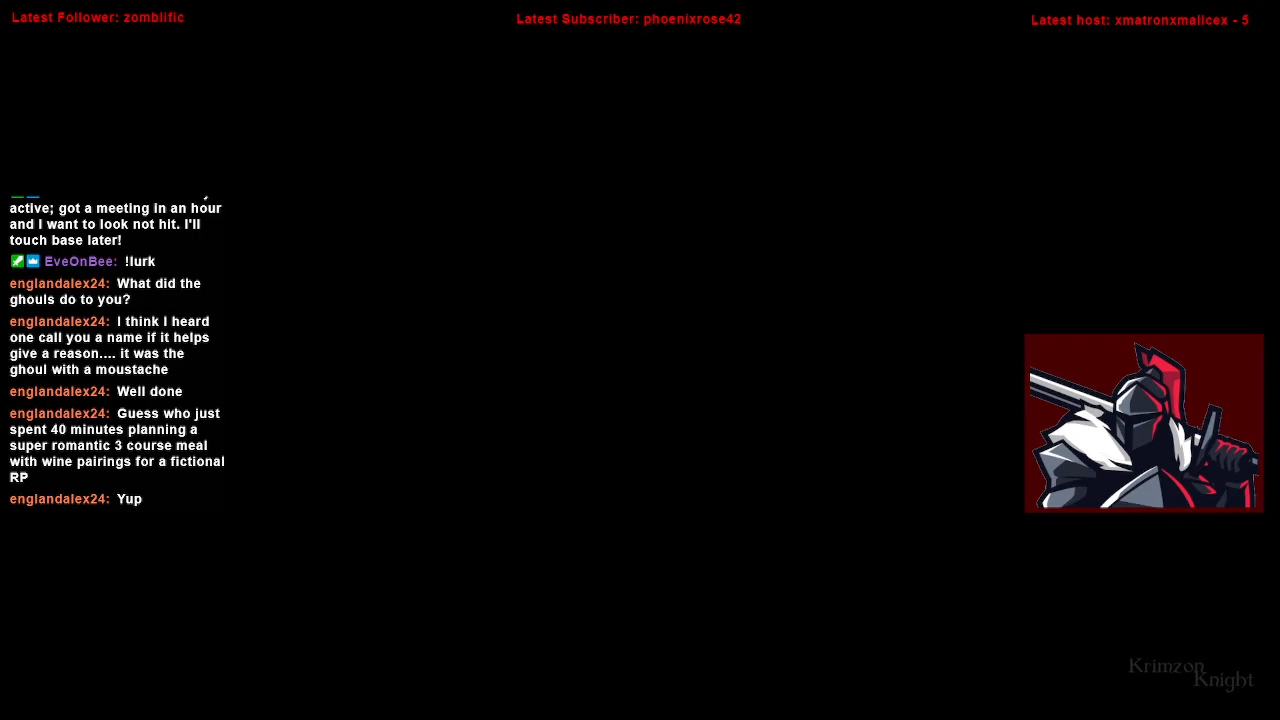 Latest Follower: zomblific
Latest Subscriber: phoenixrose42
Latest host: xmatronxmalicex - 5
active; got a meeting in an hour
and I want to look not hit. I'll
touch base later!
EveOnBee: !lurk
englandalex24: What did the
ghouls do to you?
englandalex24: I think I heard
one call you a name if it helps
give a reason.... it was the
ghoul with a moustache
englandalex24: Well done
englandalex24: Guess who just
spent 40 minutes planning a
super romantic 3 course meal
with wine pairings for a fictional
RP
englandalex24: Yup
Krimzon
Knight